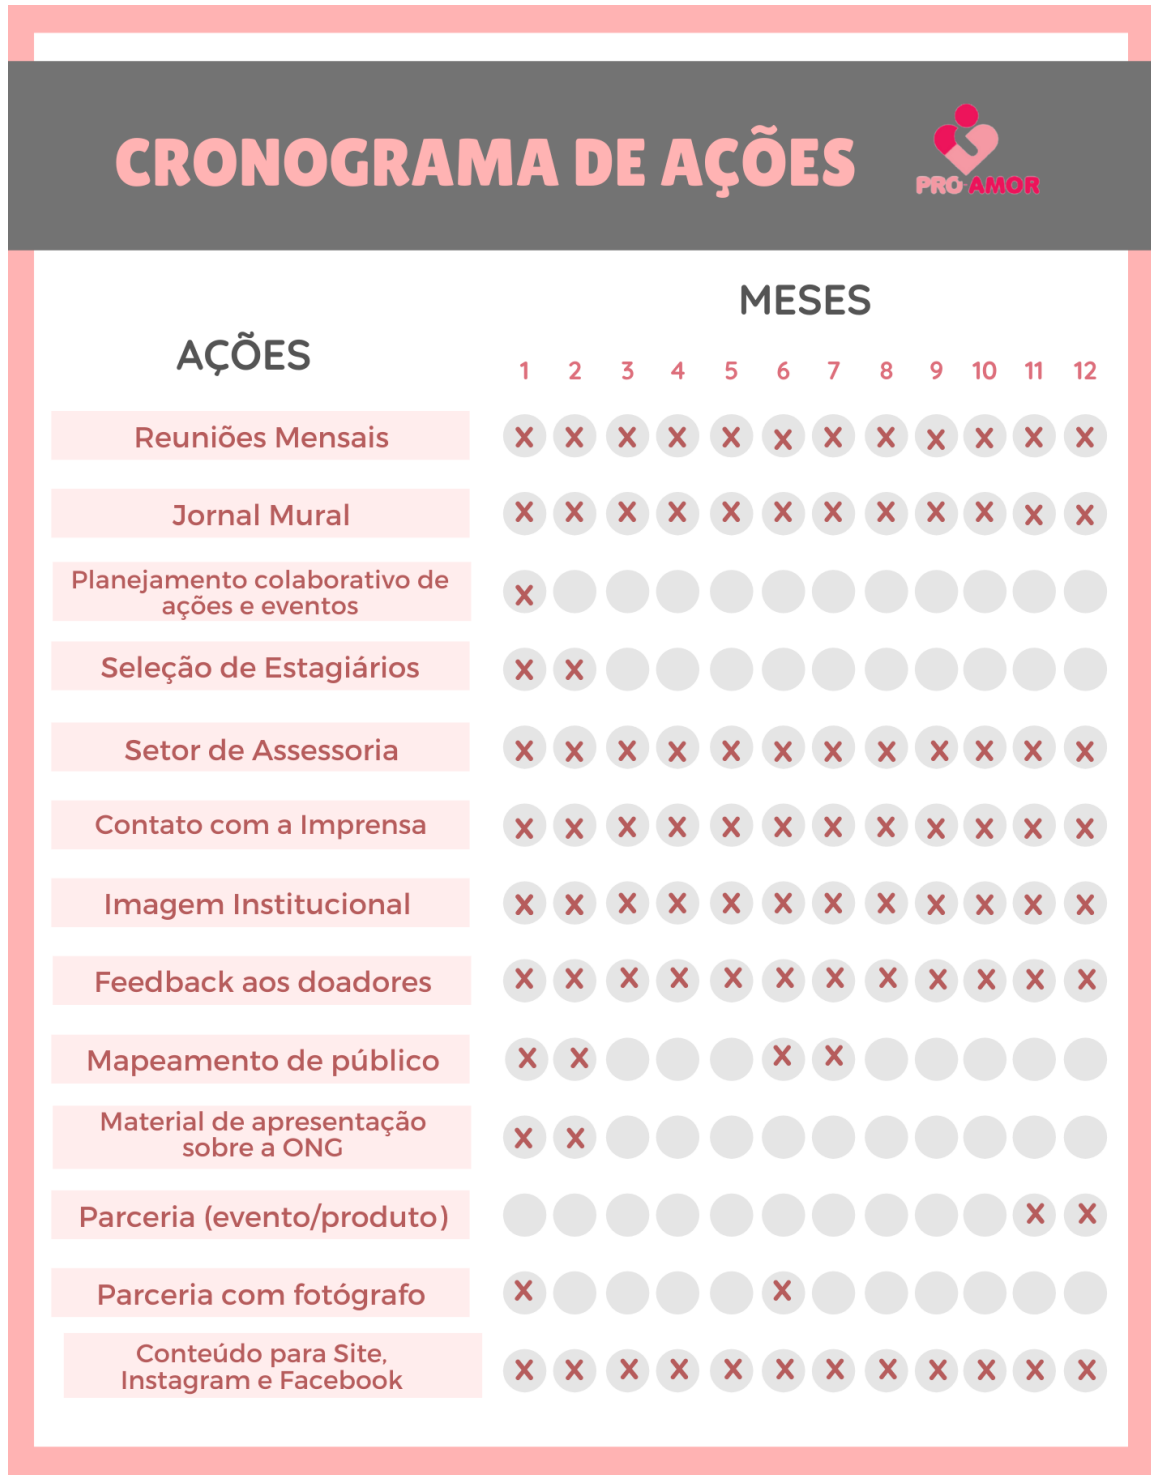 CRONOGRAMA DE AÇÕES
PRÓ-AMOR
MESES
AÇÕES
1 2 3 4 5 6 7 8 9 10 11 12
Reuniões Mensais X X X X X X X X X X X X
Jornal Mural X X X X X X X X X X X X
Planejamento colaborativo de
ações e eventos X
Seleção de Estagiários X X
Setor de Assessoria X X X X X X X X X X X X
Contato com a Imprensa X X X X X X X X X X X X
Imagem Institucional X X X X X X X X X X X X
Feedback aos doadores X X X X X X X X X X X X
Mapeamento de público X X X X
Material de apresentação
sobre a ONG X X
Parceria (evento/produto) X X
Parceria com fotógrafo X X
Conteúdo para Site,
Instagram e Facebook X X X X X X X X X X X X